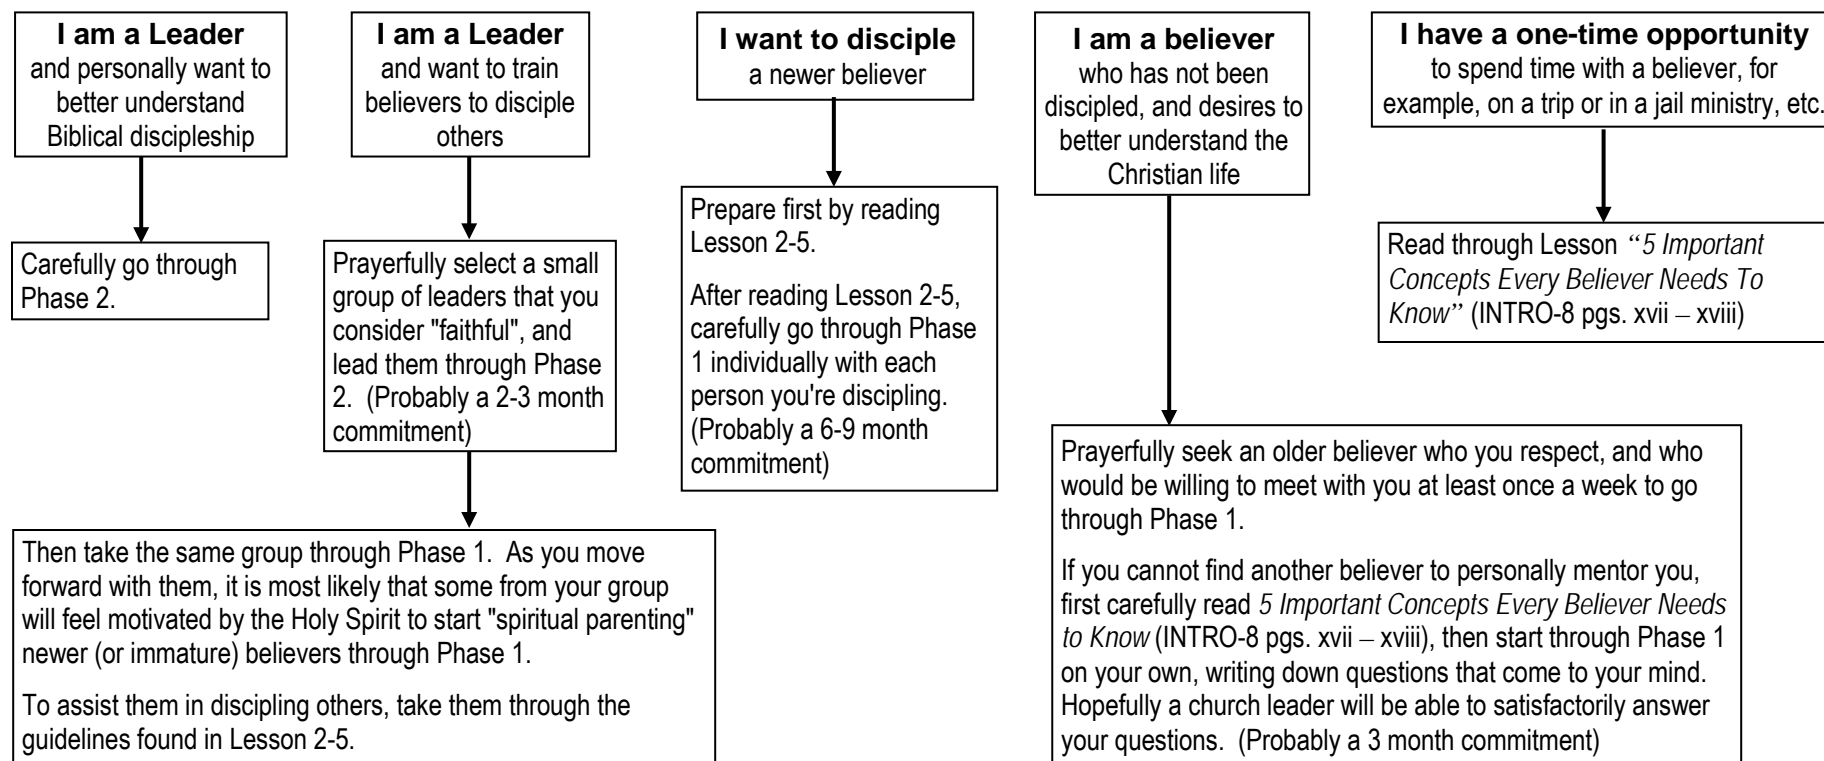 I am a Leader
and personally want to
better understand
Biblical discipleship
Carefully go through
Phase 2.
I am a Leader
and want to train
believers to disciple
others
Prayerfully select a small
group of leaders that you
consider "faithful", and
lead them through Phase
2.  (Probably a 2-3 month
commitment)
Then take the same group through Phase 1.  As you move
forward with them, it is most likely that some from your group
will feel motivated by the Holy Spirit to start "spiritual parenting"
newer (or immature) believers through Phase 1.
To assist them in discipling others, take them through the
guidelines found in Lesson 2-5.
I want to disciple
a newer believer
Prepare first by reading
Lesson 2-5.
After reading Lesson 2-5,
carefully go through Phase
1 individually with each
person you're discipling.
(Probably a 6-9 month
commitment)
I am a believer
who has not been
discipled, and desires to
better understand the
Christian life
Prayerfully seek an older believer who you respect, and who
would be willing to meet with you at least once a week to go
through Phase 1.
If you cannot find another believer to personally mentor you,
first carefully read 5 Important Concepts Every Believer Needs
to Know (INTRO-8 pgs. xvii – xviii), then start through Phase 1
on your own, writing down questions that come to your mind.
Hopefully a church leader will be able to satisfactorily answer
your questions.  (Probably a 3 month commitment)
I have a one-time opportunity
to spend time with a believer, for
example, on a trip or in a jail ministry, etc.
Read through Lesson “5 Important
Concepts Every Believer Needs To
Know” (INTRO-8 pgs. xvii – xviii)